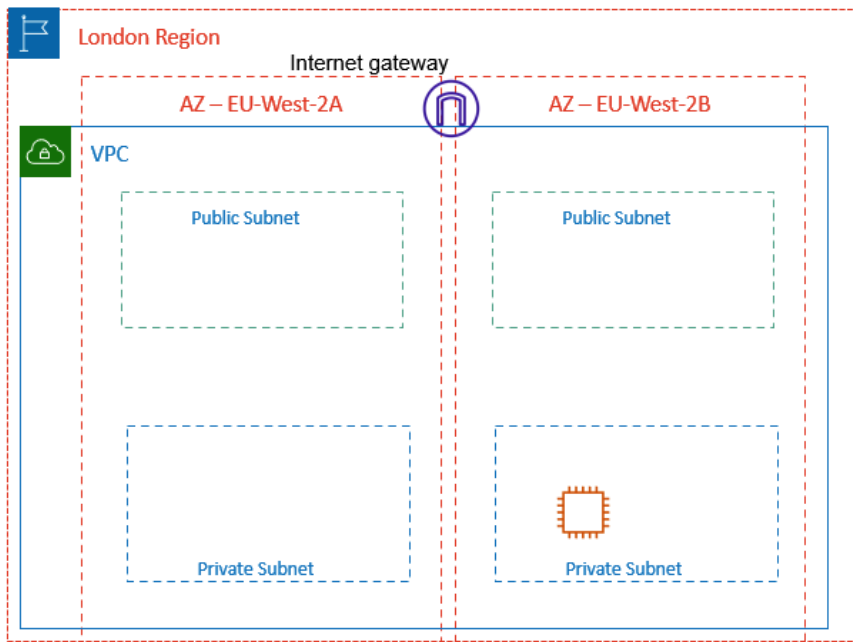 London Region
Internet gateway
AZ – EU-West-2A
AZ – EU-West-2B
VPC
Public Subnet
Public Subnet
Private Subnet
Private Subnet